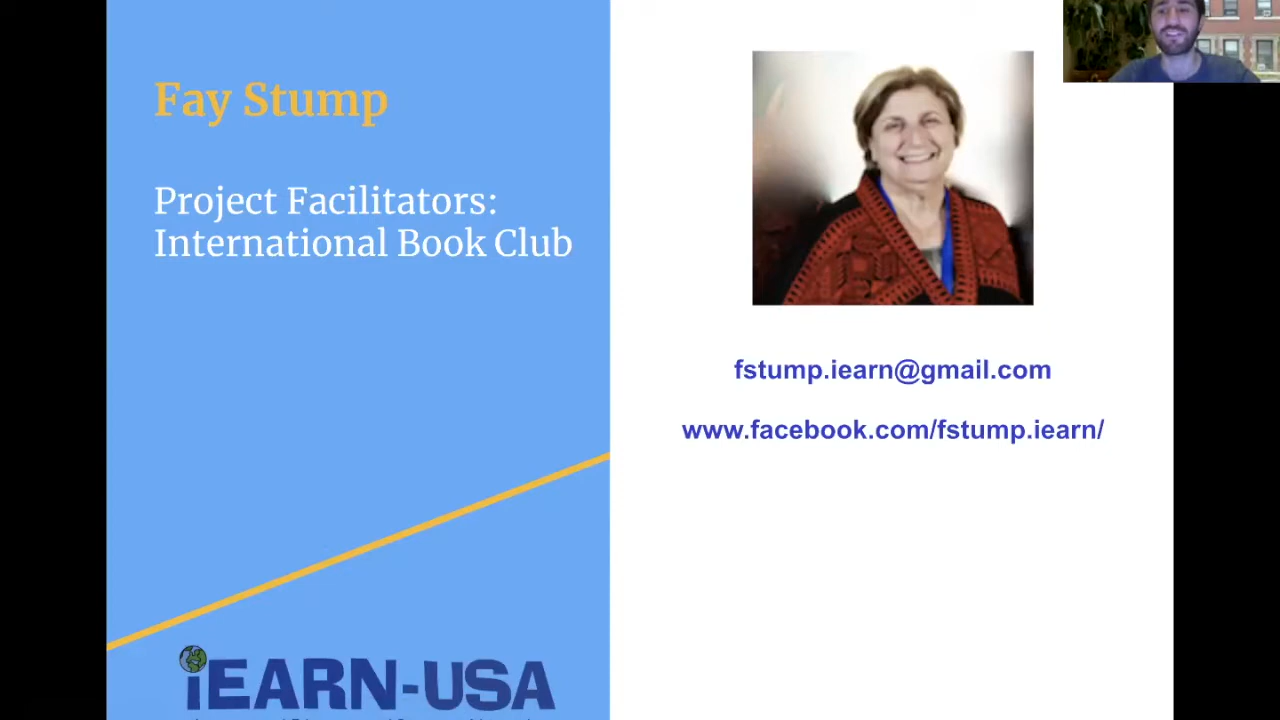 Fay Stump
Project Facilitators:
International Book Club
fstump.iearn@gmail.com
www.facebook.com/fstump.iearn/
iEARN-USA